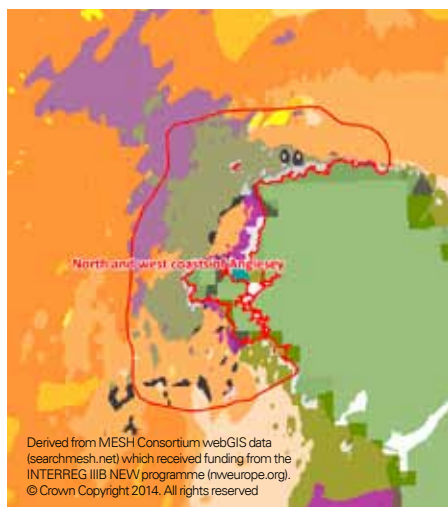 North and west coasts of Anglesey
Derived from MESH Consortium webGIS data
(searchmesh.net) which received funding from the
INTERREG IIIB NEW programme (nweurope.org).
© Crown Copyright 2014. All rights reserved